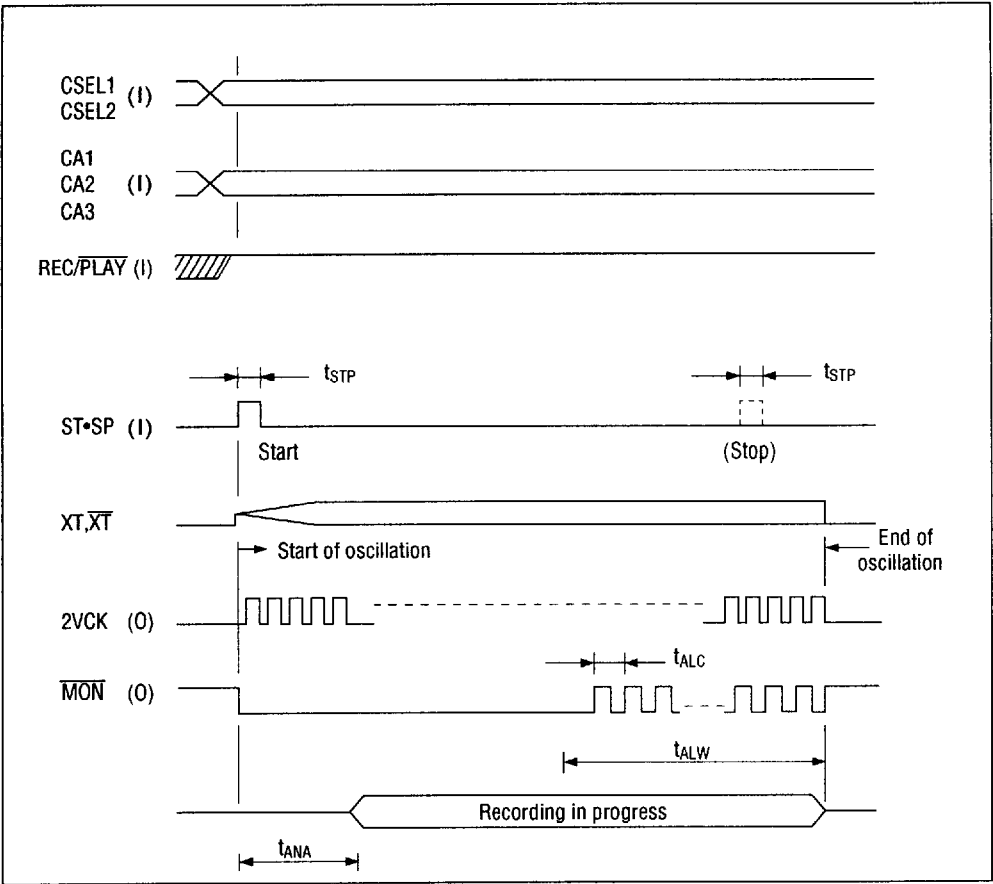 CSEL1 (I)
CSEL2
CA1
CA2 (I)
CA3
REC/PLAY (I)
tSTP tSTP
ST•SP (I)
Start (Stop)
XT,XT
Start of oscillation
End of
oscillation
2VCK (O)
tALC
MON (O)
tALW
Recording in progress
tANA